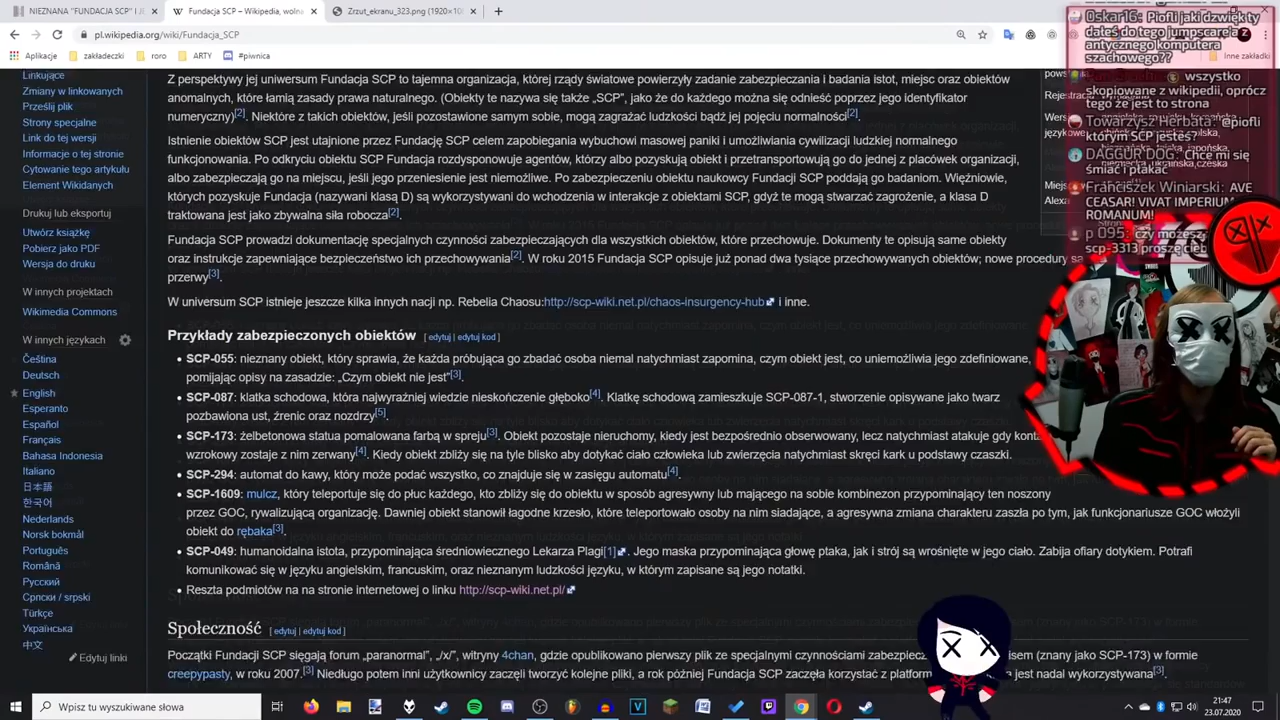 NIEZNANA "FUNDACJA SCP" I JE
Fundacja SCP – Wikipedia, wolna
Zrzut_ekranu_323.png (1920×10
pl.wikipedia.org/wiki/Fundacja_SCP
Aplikacje
zakładeczki
roro
ARTY
#piwnica
Inne zakładki
Linkujące
Zmiany w linkowanych
Prześlij plik
Strony specjalne
Link do tej wersji
Informacje o tej stronie
Cytowanie tego artykułu
Element Wikidanych
Drukuj lub eksportuj
Utwórz książkę
Pobierz jako PDF
Wersja do druku
W innych projektach
Wikimedia Commons
W innych językach
Čeština
Deutsch
English
Esperanto
Español
Français
Bahasa Indonesia
Italiano
日本語
한국어
Nederlands
Norsk bokmål
Português
Română
Русский
Српски / srpski
Türkçe
Українська
中文
Edytuj linki
Z perspektywy jej universum Fundacja SCP to tajemna organizacja, której rządy światowe powierzyły zadanie zabezpieczania i badania istot, miejsc oraz obiektów
anomalnych, które łamią zasady prawa naturalnego: (Obiekty te nazywa się także „SCP”, jako że do każdego można się odnieść poprzez jego identyfikator
numeryczny)[2]. Niektóre z takich obiektów, jeśli pozostawione samym sobie, mogą zagrażać ludzkości bądź jej pojęciu normalności[2].
Istnienie obiektów SCP jest utajnione przez Fundację SCP celem zapobiegania wybuchowi masowej paniki i umożliwiania cywilizacji ludzkiej normalnego
funkcjonowania. Po odkryciu obiektu SCP Fundacja rozdysponowuje agentów, którzy albo pozyskują obiekt i przetransportowują go do jednej z placówek organizacji,
albo zabezpieczają go na miejscu, jeśli jego przeniesienie jest niemożliwe. Po zabezpieczeniu obiektu naukowcy Fundacji SCP poddają go badaniom. Więźniowie,
których pozyskuje Fundacja (nazywani klasą D) są wykorzystywani do wchodzenia w interakcje z obiektami SCP, gdyż te mogą stwarzać zagrożenie, a klasa D
traktowana jest jako zbywalna siła robocza[2].
Fundacja SCP prowadzi dokumentację specjalnych czynności zabezpieczających dla wszystkich obiektów, które przechowuje. Dokumenty te opisują same obiekty
oraz instrukcje zapewniające bezpieczeństwo ich przetrzymania[2]. W roku 2015 Fundacja SCP opisuje już ponad dwa tysiące przechowywanych obiektów; nowe procedury są
przerwy[3].
W universum SCP istnieje jeszcze kilka innych nacji np. Rebelia Chaosu:http://scp-wiki.net.pl/chaos-insurgency-hub i inne.
Przykłady zabezpieczonych obiektów [ edytuj | edytuj kod ]
• SCP-055: nieznany obiekt, który sprawia, że każda próbująca go zbadać osoba niemal natychmiast zapomina, czym obiekt jest, co uniemożliwia jego zdefiniowanie,
pomijając opisy na zasadzie: „Czym obiekt nie jest”[3].
• SCP-087: klatka schodowa, która najwyraźniej wiedzie nieskończenie głęboko[4]. Klatkę schodową zamieszkuje SCP-087-1, stworzenie opisywane jako twarz
pozbawiona ust, źrenic oraz nozdrzy[5].
• SCP-173: żelbetonowa statua pomalowana farbą w spreju[3]. Obiekt pozostaje nieruchomy, kiedy jest bezpośrednio obserwowany, lecz natychmiast atakuje gdy
wzrokowy zostaje z nim zerwany[4]. Kiedy obiekt zbliży się na tyle blisko aby dotykać ciało człowieka lub zwierzęcia natychmiast skręci kark u podstawy czaszki.
• SCP-294: automat do kawy, który może podać wszystko, co znajduje się w zasięgu automatu[4].
• SCP-1609: mulcz, który teleportuje się do płuc każdego, kto zbliży się do obiektu w sposób agresywny lub mającego na sobie kombinezon przypominający ten noszony
przez GOC, rywalizującą organizację. Dawniej obiekt stanowił łagodne krzesło, które teleportowało osoby na nim siadające, a agresywna zmiana charakteru zaszła po tym, jak funkcjonariusze GOC włożyli
obiekt do rębaka[3].
• SCP-049: humanoidalna istota, przypominająca średniowiecznego Lekarza Plagi[1]. Jego maska przypominająca głowę ptaka, jak i strój są wrośnięte w jego ciało. Zabija ofiary dotykiem. Potrafi
komunikować się w języku angielskim, francuskim, oraz nieznanym ludzkości języku, w którym zapisane są jego notatki.
• Reszta podmiotów na na stronie internetowej o linku http://scp-wiki.net.pl/
Społeczność [ edytuj | edytuj kod ]
Początki Fundacji SCP sięgają forum „paranormal”, „/x/”, witryny 4chan, gdzie opublikowano pierwszy plik ze specjalnymi czynnościami (znany jako SCP-173) w formie
creepypasty, w roku 2007.[3] Niedługo potem inni użytkownicy zaczęli tworzyć kolejne pliki, a rok później Fundacja SCP zaczęła korzystać z jest nadal wykorzystywana[3].
Oskar16: Piofli jaki dzwięk ty
dałeś do tego jumpscare'a z
antycznego komputera
szachowego??
wszystko
skopiowane z wikipedii, oprócz
tego że jest to strona
Towarzysz Herbata: @piofli
którym SCP jesteś?
DAGGUR DOG: Chce mi się
śmiać i płakać
Franciszek Winiarski: AVE
CEASAR! VIVAT IMPERIUM
ROMANUM!
p 095: czy możesz
scp-3313 proszę cieb
Wpisz tu wyszukiwane słowa
21:47
23.07.2020